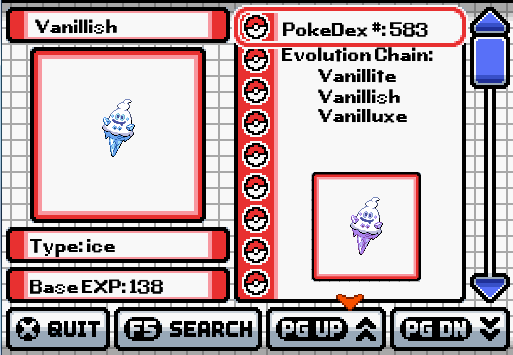 Vanillish
PokeDex #: 583
Evolution Chain:
Vanillite
Vanillish
Vanilluxe
Type: ice
Base EXP: 138
X QUIT
F5 SEARCH
PG UP
PG DN